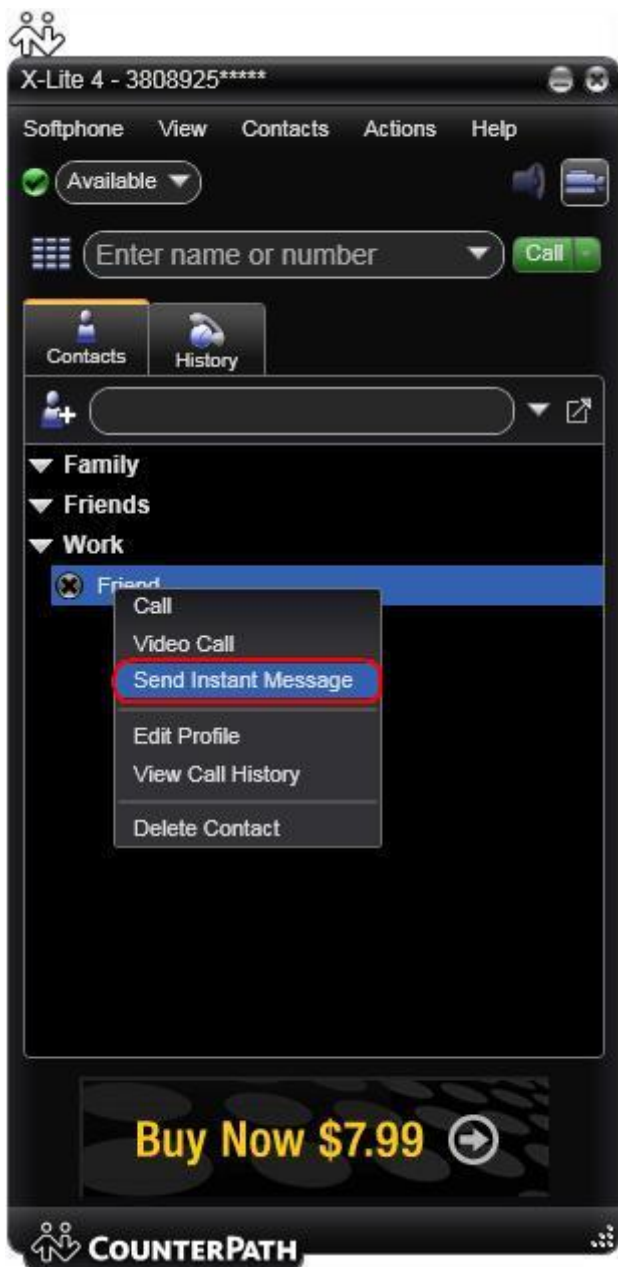 X-Lite 4 - 3808925*****
Softphone View Contacts Actions Help
Available
Enter name or number Call
Contacts History
Family
Friends
Work
Friend
Call
Video Call
Send Instant Message
Edit Profile
View Call History
Delete Contact
Buy Now $7.99
COUNTERPATH